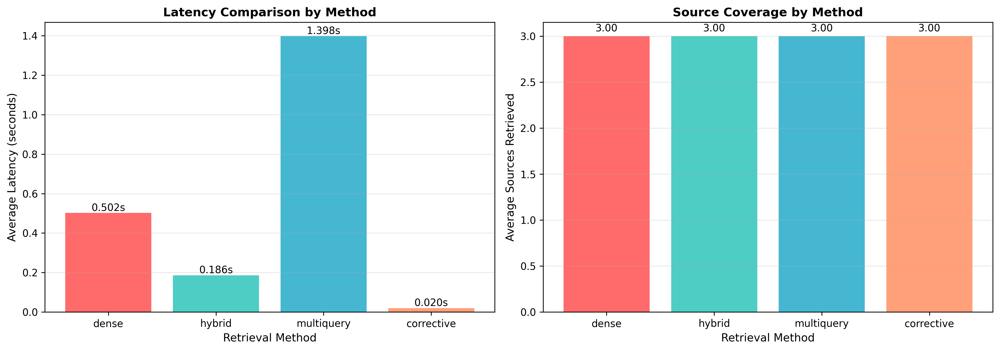 Latency Comparison by Method
Average Latency (seconds)
1.4
1.2
1.0
0.8
0.6
0.4
0.2
0.0
0.502s
0.186s
1.398s
0.020s
dense hybrid multiquery corrective
Retrieval Method
Source Coverage by Method
Average Sources Retrieved
3.0
2.5
2.0
1.5
1.0
0.5
0.0
3.00 3.00 3.00 3.00
dense hybrid multiquery corrective
Retrieval Method